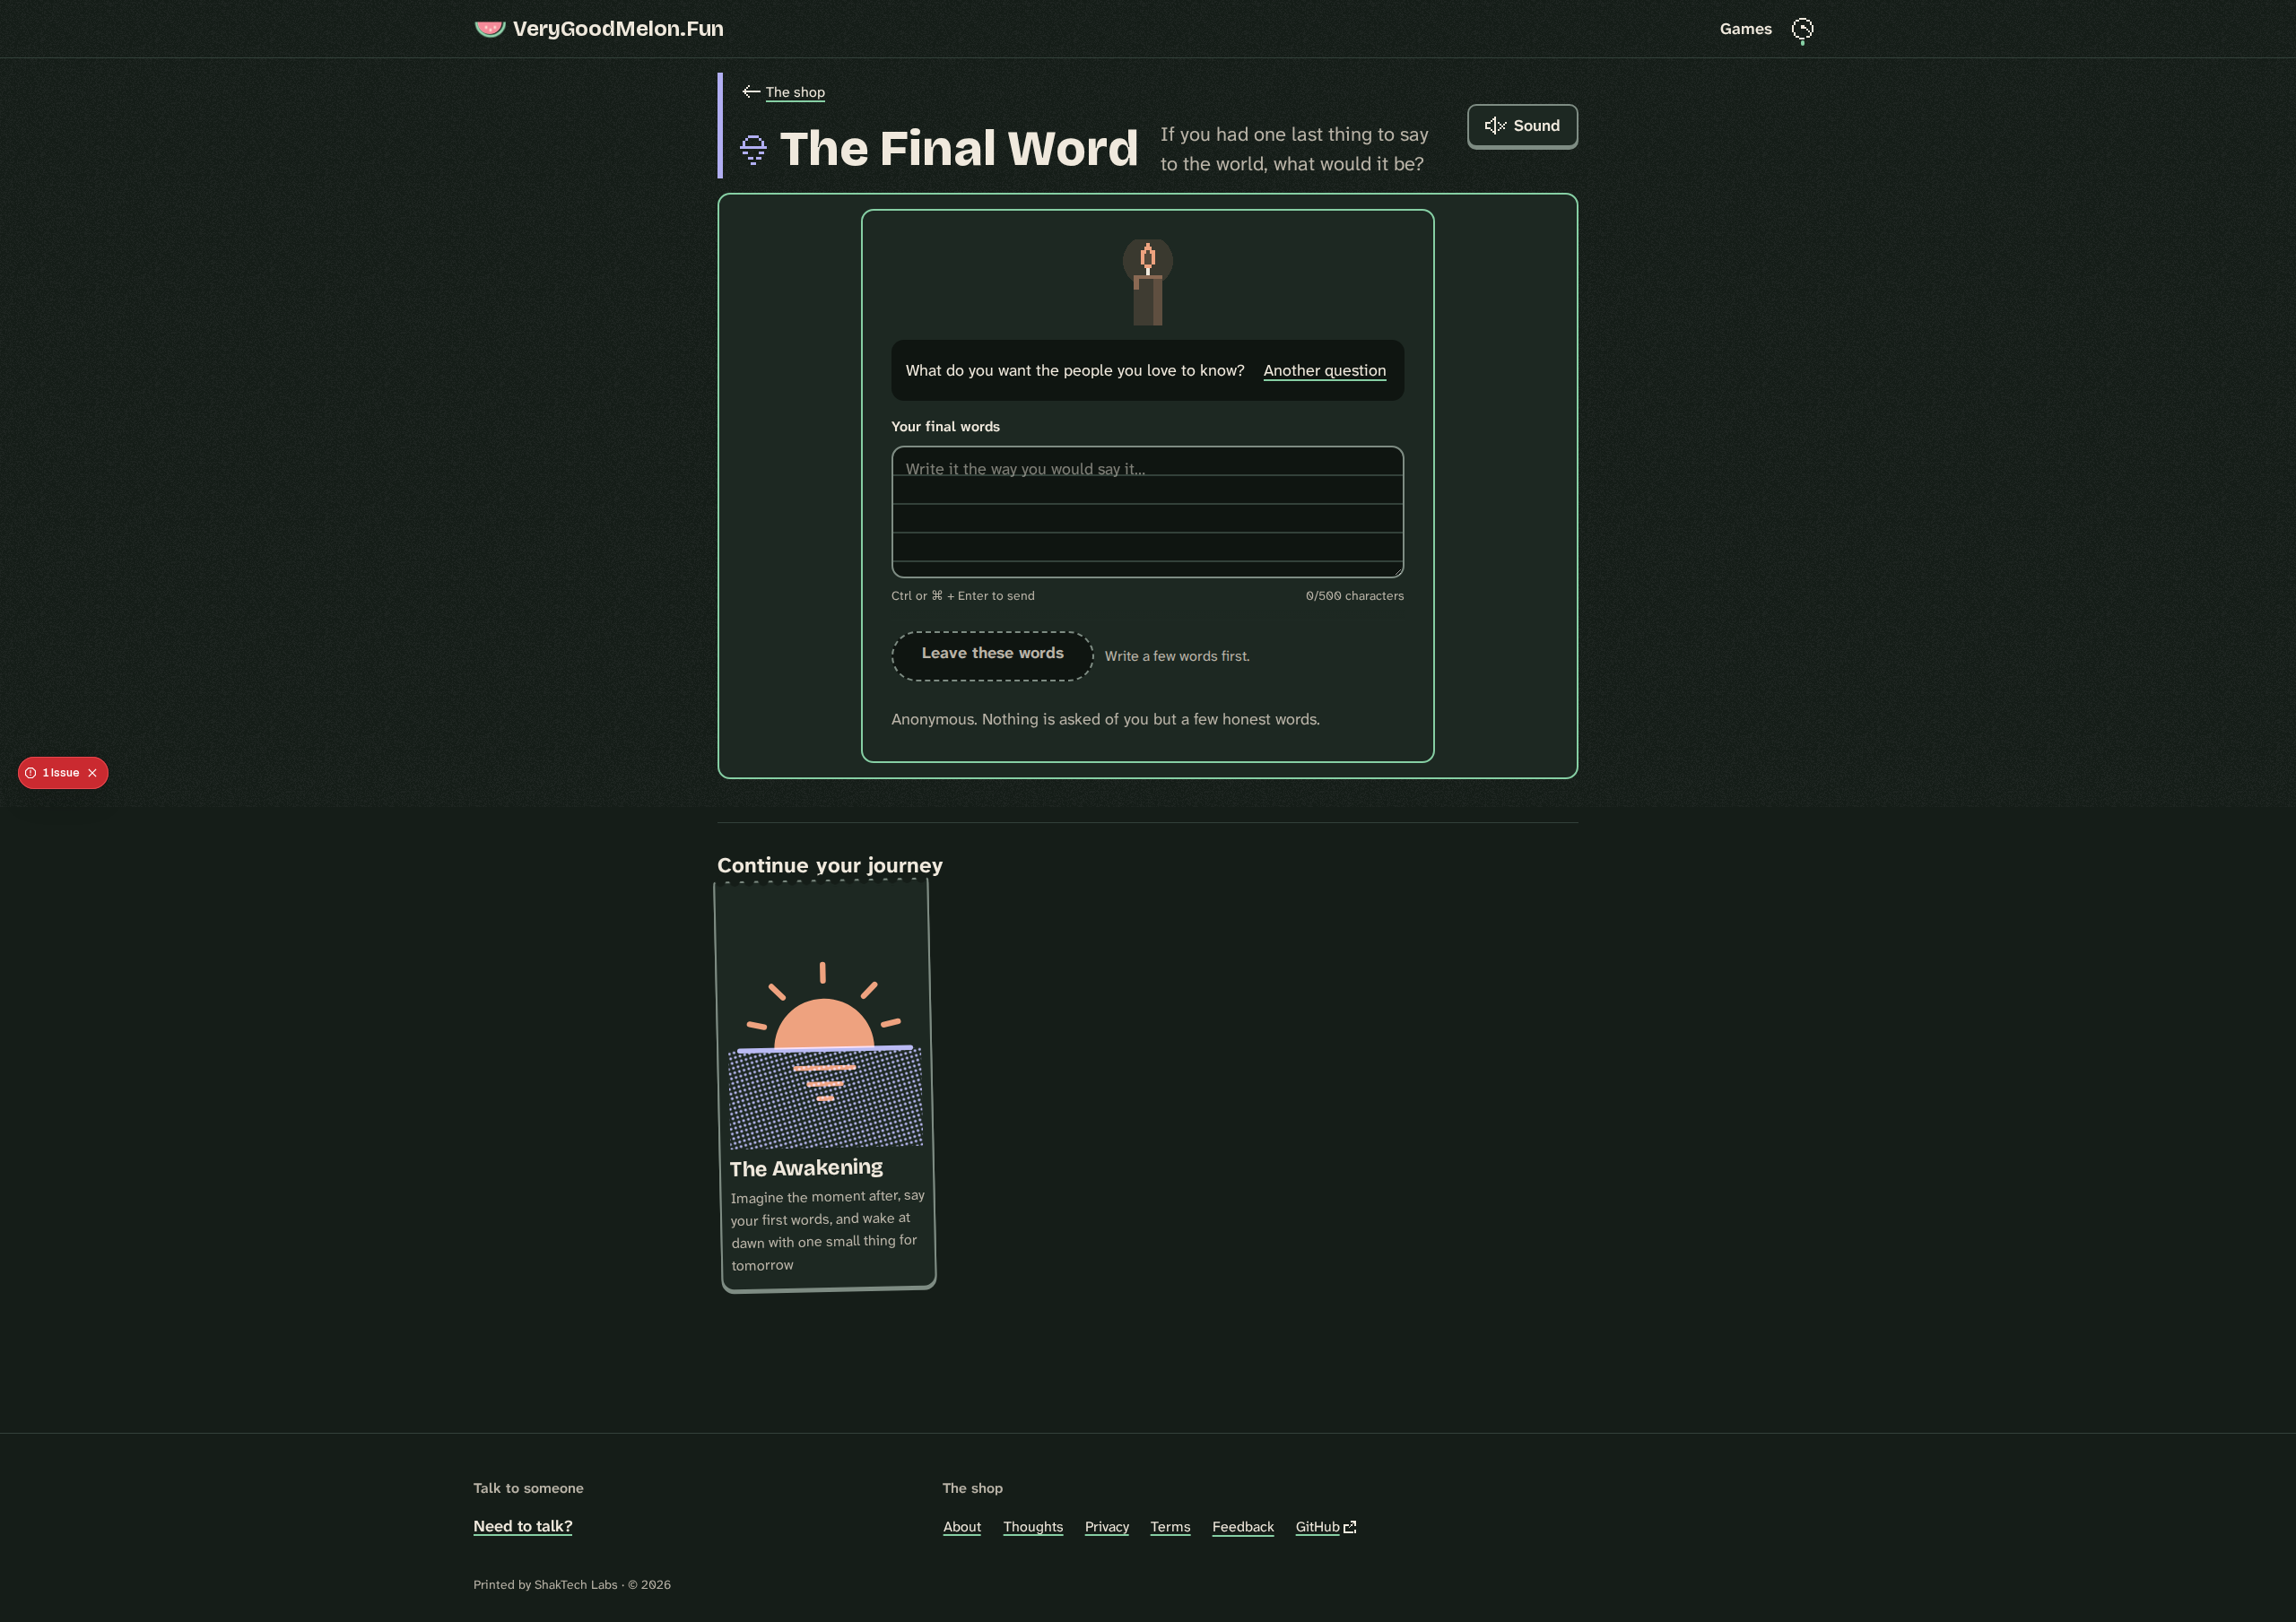 VeryGoodMelon.Fun
Games
The shop
The Final Word
If you had one last thing to say
to the world, what would it be?
Sound
What do you want the people you love to know?
Another question
Your final words
Write it the way you would say it...
Ctrl or ⌘ + Enter to send
0/500 characters
Leave these words
Write a few words first.
Anonymous. Nothing is asked of you but a few honest words.
1 Issue
Continue your journey
The Awakening
Imagine the moment after, say
your first words, and wake at
dawn with one small thing for
tomorrow
Talk to someone
Need to talk?
The shop
About
Thoughts
Privacy
Terms
Feedback
GitHub
Printed by ShakTech Labs · © 2026